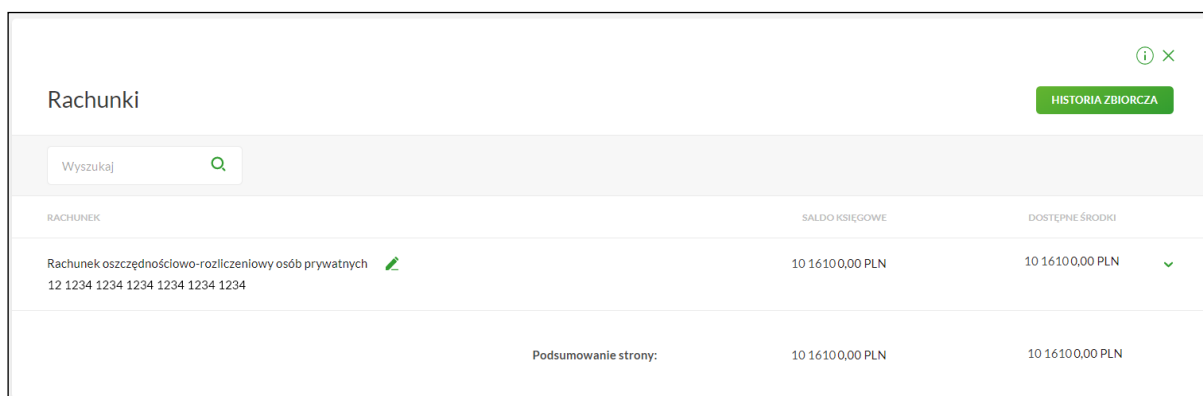 Rachunki
HISTORIA ZBIORCZA
Wyszukaj
RACHUNEK SALDO KSIĘGOWE DOSTĘPNE ŚRODKI
Rachunek oszczędnościowo-rozliczeniowy osób prywatnych 10 1610 0,00 PLN 10 1610 0,00 PLN
12 1234 1234 1234 1234 1234 1234
Podsumowanie strony: 10 1610 0,00 PLN 10 1610 0,00 PLN